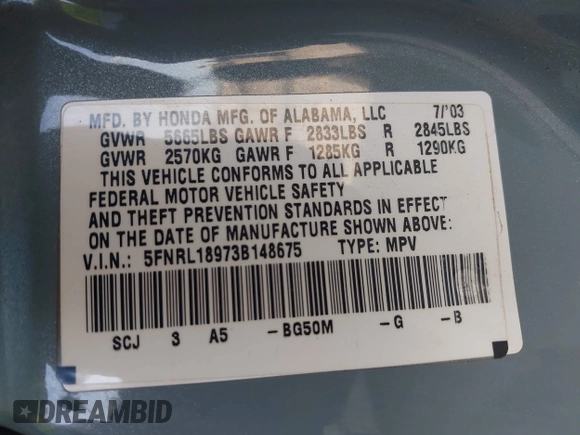 MFD. BY HONDA MFG. OF ALABAMA, LLC 7/'03
GVWR 5665LBS GAWR F 2833LBS R 2845LBS
GVWR 2570KG GAWR F 1285KG R 1290KG
THIS VEHICLE CONFORMS TO ALL APPLICABLE
FEDERAL MOTOR VEHICLE SAFETY
AND THEFT PREVENTION STANDARDS IN EFFECT
ON THE DATE OF MANUFACTURE SHOWN ABOVE:
V.I.N.: 5FNRL18973B148675 TYPE: MPV
SCJ 3 A5 -BG50M -G -B
DREAMBID